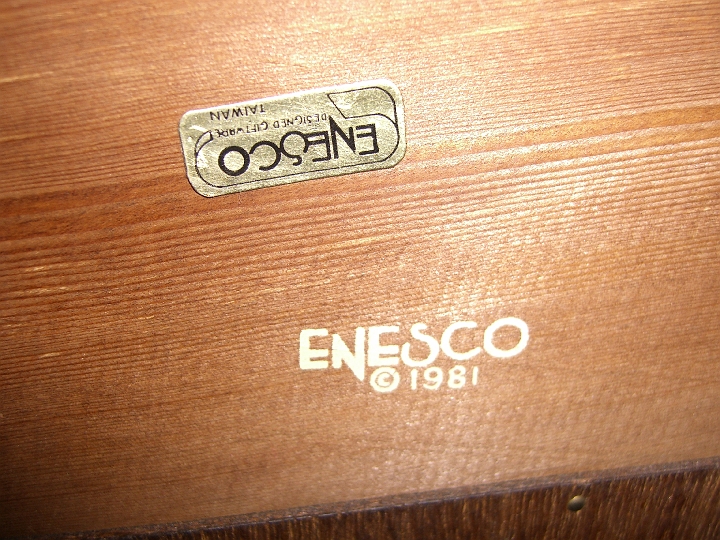 ENESCO
DESIGNED GIFTWARE
TAIWAN
ENESCO
© 1981